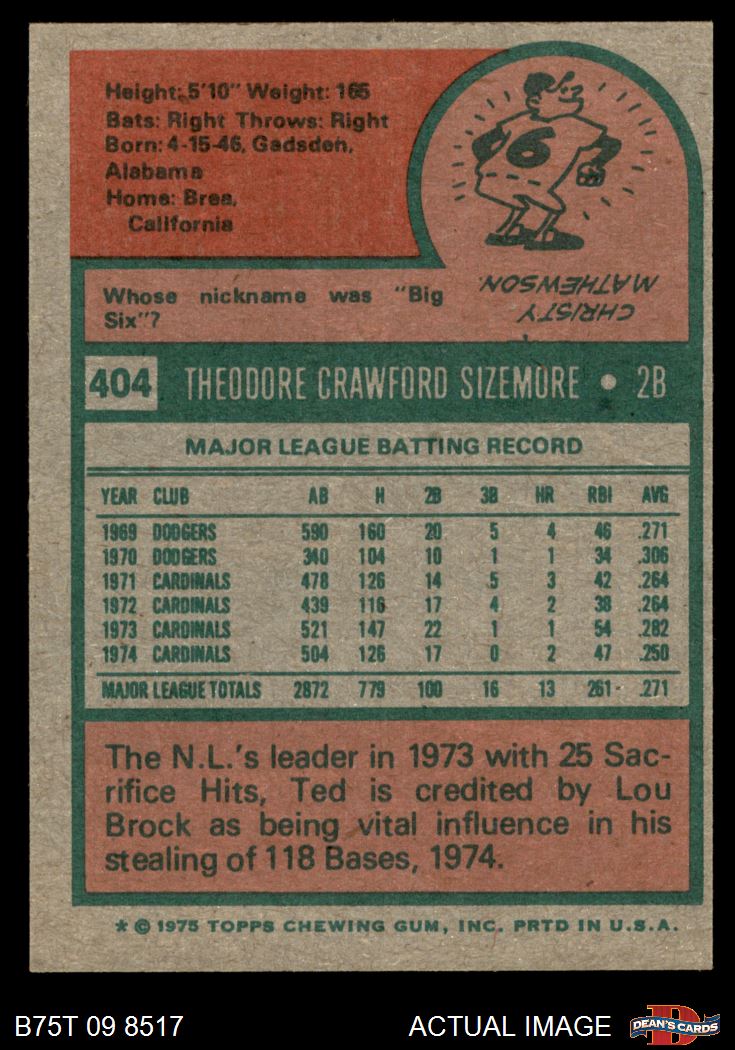 Height: 5'10" Weight: 165
Bats: Right Throws: Right
Born: 4-15-46, Gadsden,
Alabama
Home: Brea,
California
6
Whose nickname was "Big
Six"?
CHRISTY
MATHEWSON.
404 THEODORE CRAWFORD SIZEMORE • 2B
MAJOR LEAGUE BATTING RECORD
YEAR CLUB AB H 2B 3B HR RBI AVG
1969 DODGERS 590 160 20 5 4 46 .271
1970 DODGERS 340 104 10 1 1 34 .306
1971 CARDINALS 478 126 14 5 3 42 .264
1972 CARDINALS 439 116 17 4 2 38 .264
1973 CARDINALS 521 147 22 1 1 54 .282
1974 CARDINALS 504 126 17 0 2 47 .250
MAJOR LEAGUE TOTALS 2872 779 100 16 13 261 .271
The N.L.'s leader in 1973 with 25 Sac-
rifice Hits, Ted is credited by Lou
Brock as being vital influence in his
stealing of 118 Bases, 1974.
* © 1975 TOPPS CHEWING GUM, INC. PRTD IN U.S.A.
B75T 09 8517 ACTUAL IMAGE
D
DEAN'S CARDS